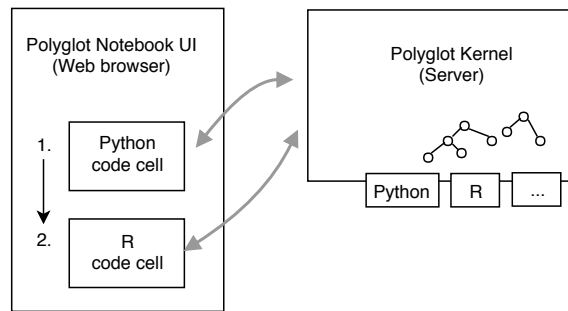 Polyglot Notebook UI
(Web browser)
1.
Python
code cell
2.
R
code cell
Polyglot Kernel
(Server)
Python
R
...